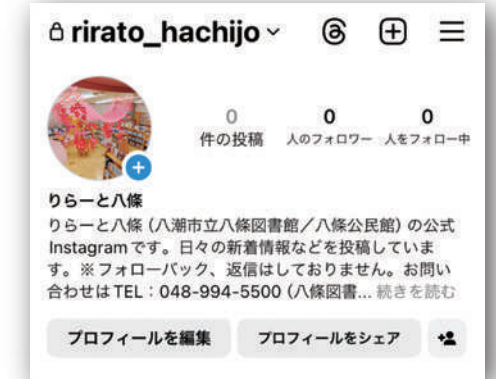 rirato_hachijo
0 0 0
件の投稿 人のフォロワー 人をフォロー中
りらーと八條
りらーと八條（八潮市立八條図書館／八條公民館）の公式
Instagramです。日々の新着情報などを投稿していま
す。※フォローバック、返信はしておりません。お問い
合わせはTEL：048-994-5500（八條図書... 続きを読む
プロフィールを編集 プロフィールをシェア